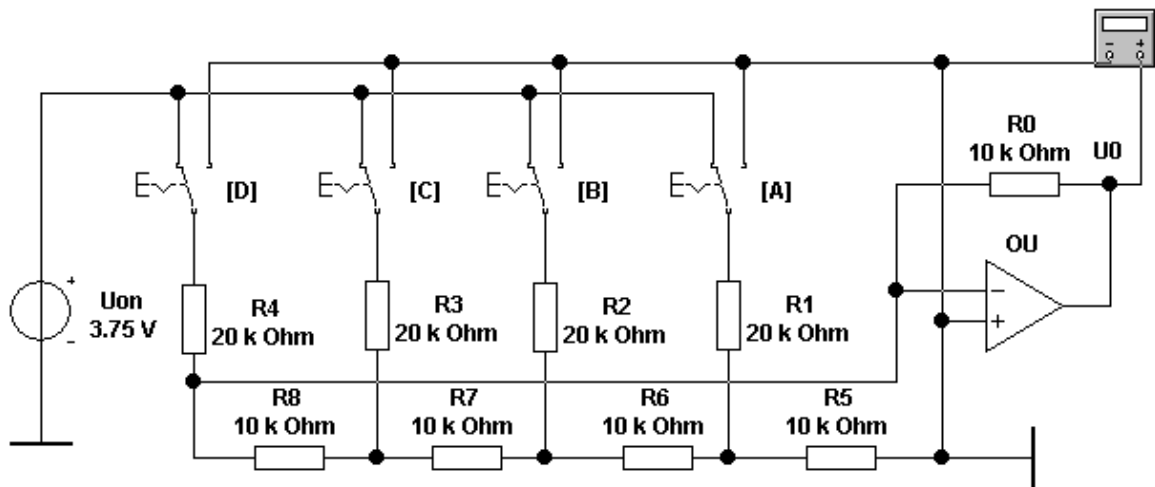 - +
R0
10 k Ohm
U0
[D]
[C]
[B]
[A]
OU
+
Uon
3.75 V
-
R4
20 k Ohm
R3
20 k Ohm
R2
20 k Ohm
R1
20 k Ohm
−
+
R8
10 k Ohm
R7
10 k Ohm
R6
10 k Ohm
R5
10 k Ohm